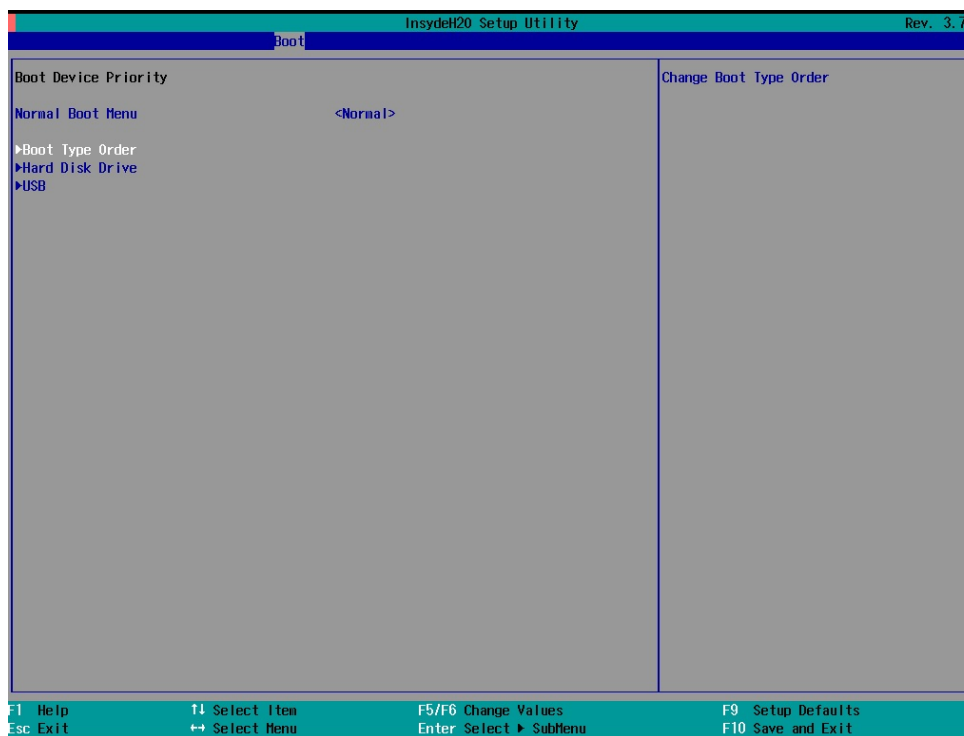 InsydeH20 Setup Utility Rev. 3.7
Boot
Boot Device Priority
Change Boot Type Order
Normal Boot Menu <Normal>
▶Boot Type Order
▶Hard Disk Drive
▶USB
F1 Help ↑↓ Select Item F5/F6 Change Values F9 Setup Defaults
Esc Exit ↔ Select Menu Enter Select ▶ SubMenu F10 Save and Exit